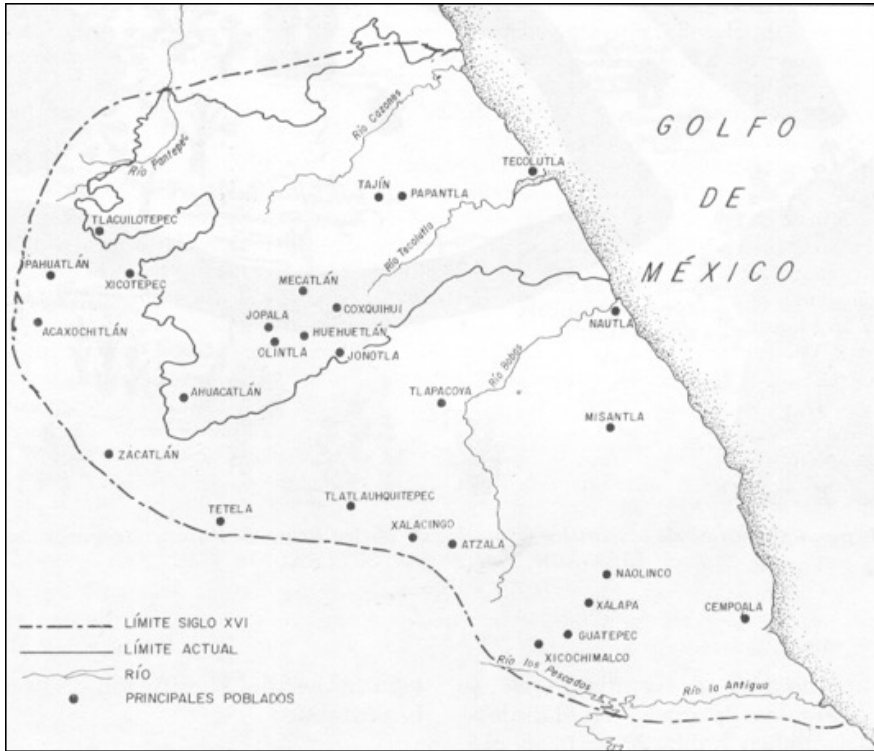 GOLFO
DE
MÉXICO
Río Cazones
Río Pantepec
TECOLUTLA
TAJÍN
PAPANTLA
TLACUILOTEPEC
Río Tecolutla
PAHUATLÁN
XICOTEPEC
MECATLÁN
COXQUIHUI
NAUTLA
ACAXOCHITLÁN
JOPALA
HUEHUETLÁN
OLINTLA
JONOTLA
Río Bobos
AHUACATLÁN
TLAPACOYA
MISANTLA
ZACATLÁN
TETELA
TLATLAUHQUITEPEC
XALACINGO
ATZALA
NAOLINCO
XALAPA
CEMPOALA
GUATEPEC
XICOCHIMALCO
Río los Pescados
Río la Antigua
LÍMITE SIGLO XVI
LÍMITE ACTUAL
RÍO
PRINCIPALES POBLADOS